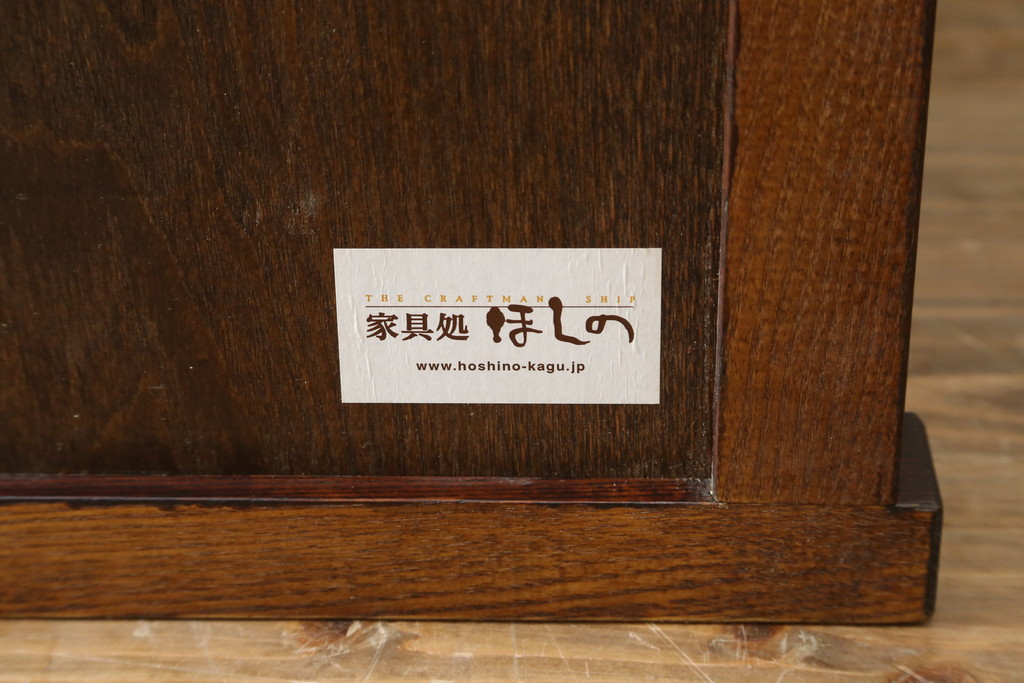 THE CRAFTMAN SHIP
家具処 ほしの
www.hoshino-kagu.jp